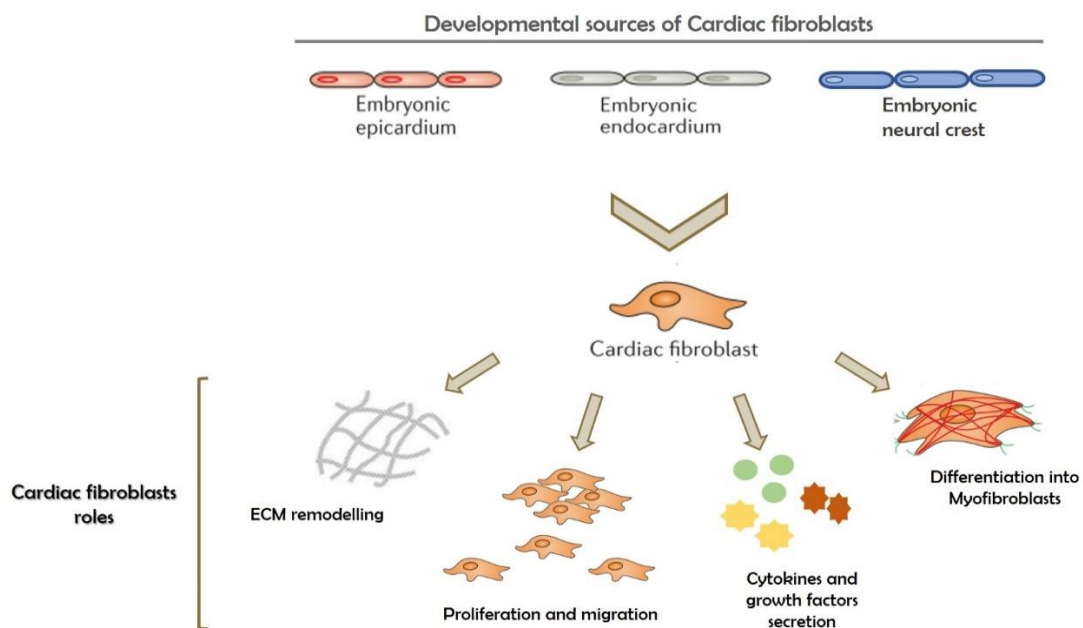 Developmental sources of Cardiac fibroblasts
Embryonic
epicardium
Embryonic
endocardium
Embryonic
neural crest
Cardiac fibroblast
Cardiac fibroblasts
roles
ECM remodelling
Proliferation and migration
Cytokines and
growth factors
secretion
Differentiation into
Myofibroblasts